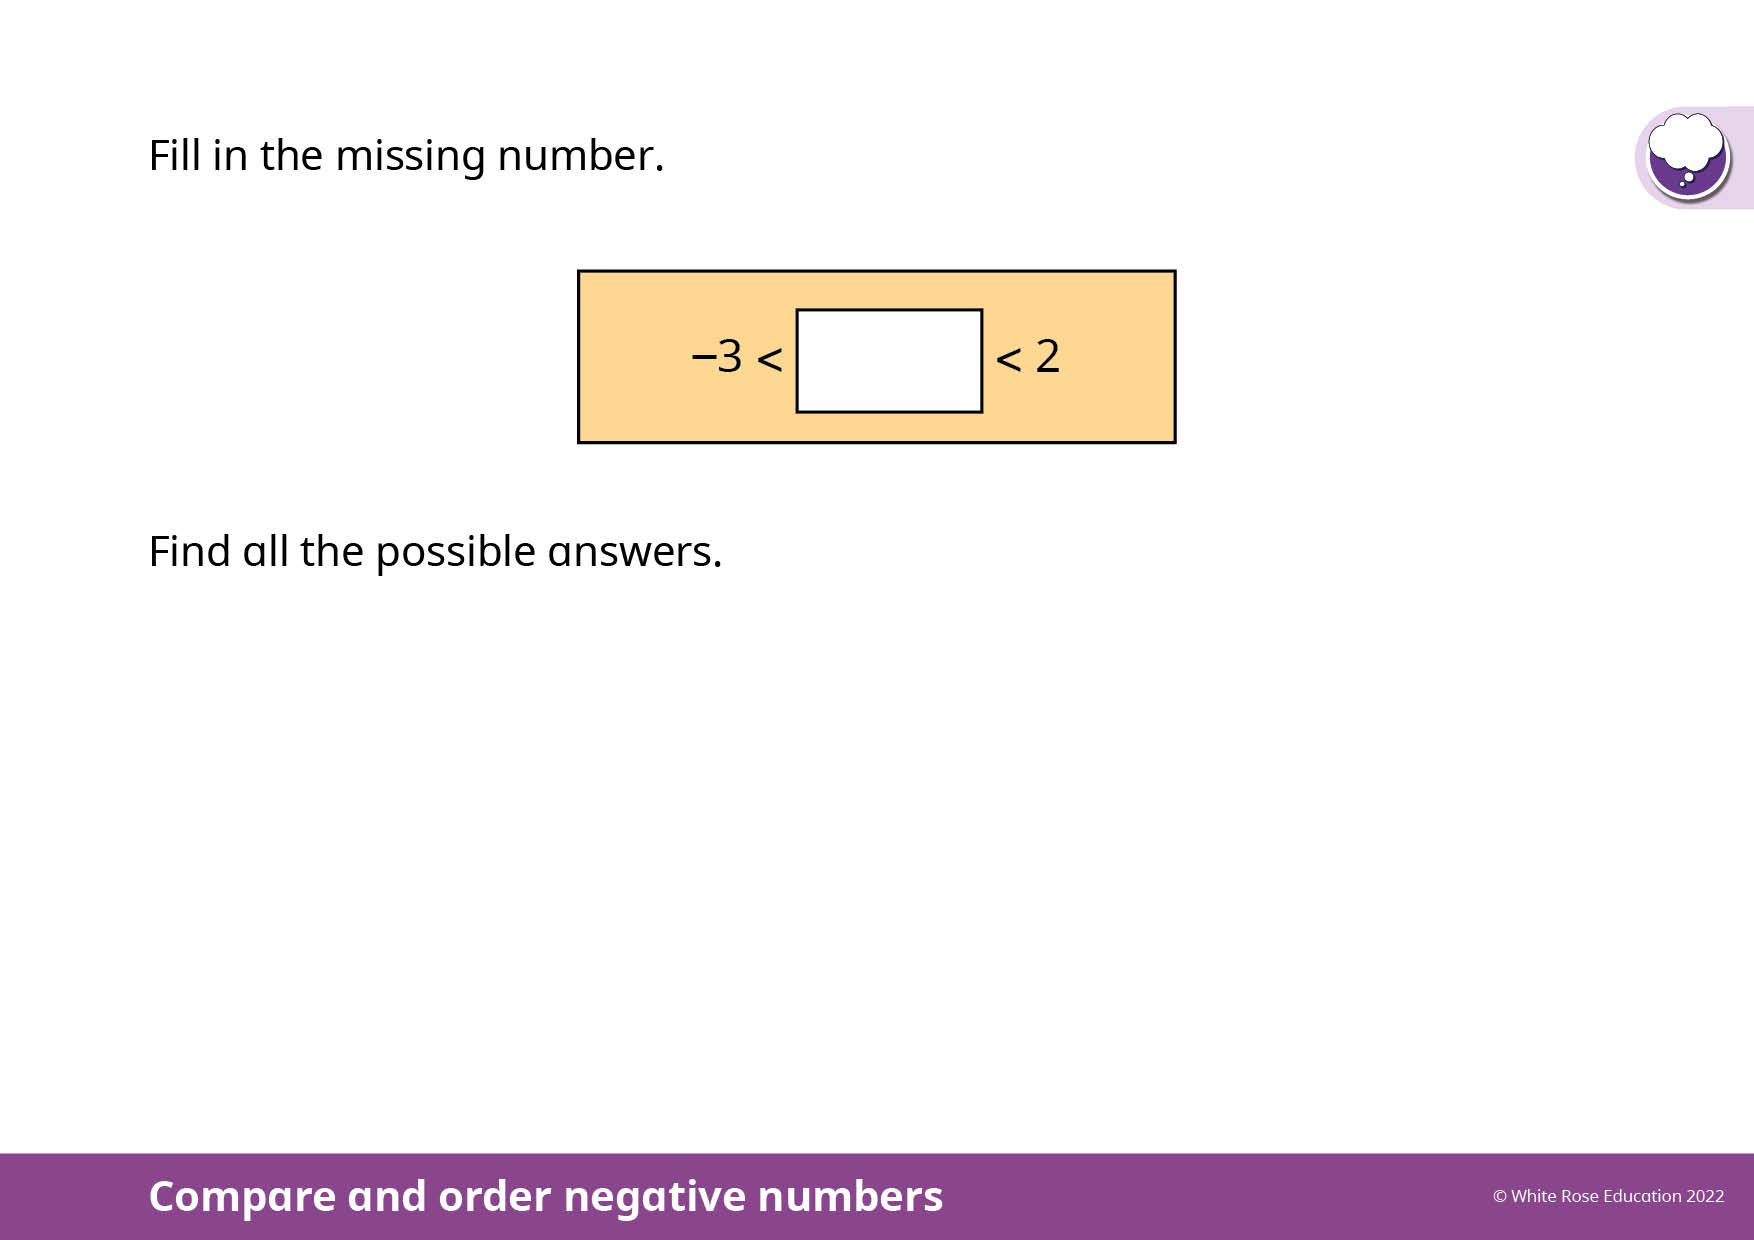 Fill in the missing number.
−3 < < 2
Find all the possible answers.
Compare and order negative numbers
© White Rose Education 2022